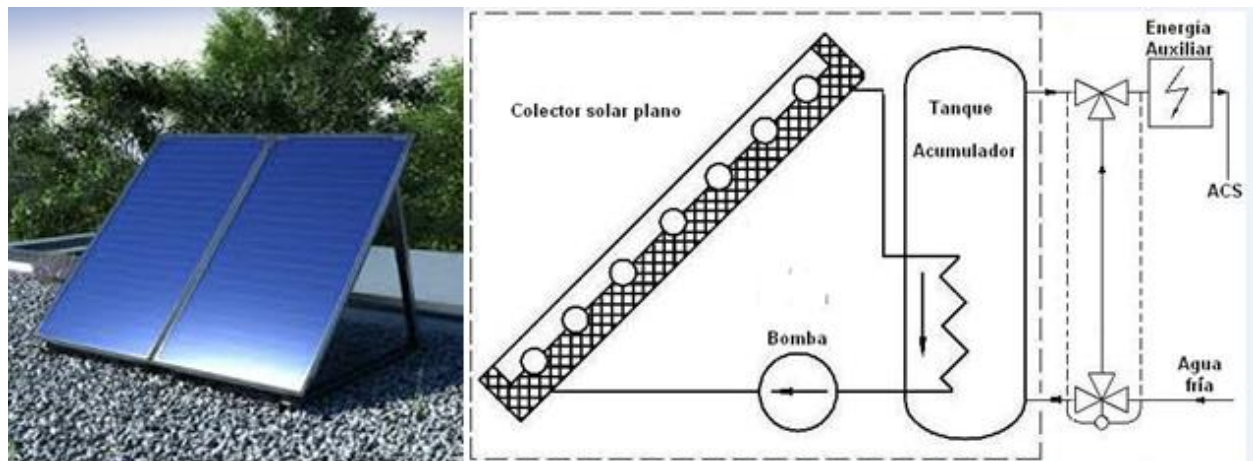 Energía
Auxiliar
Colector solar plano
Tanque
Acumulador
ACS
Bomba
Agua
fría